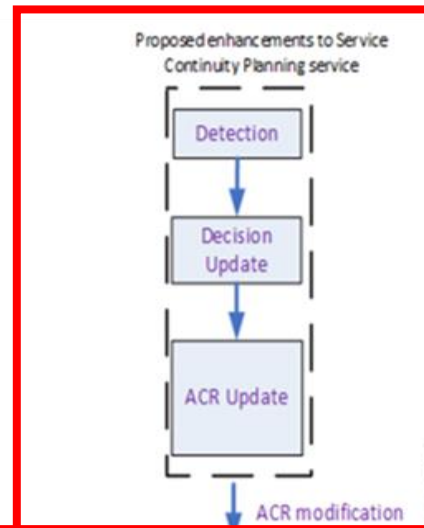 Proposed enhancements to Service
Continuity Planning service
Detection
Decision
Update
ACR Update
ACR modification